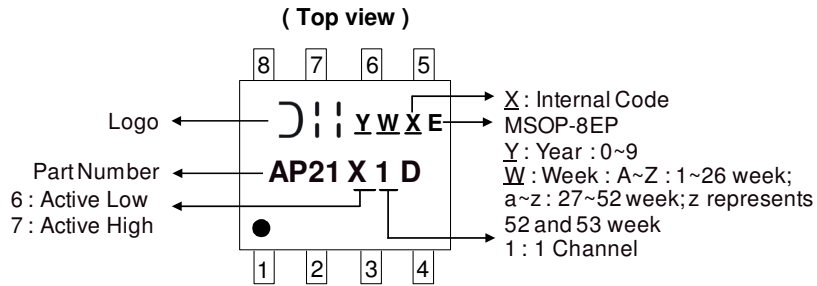 ( Top view )
8 7 6 5
Logo
Y W X E
X : Internal Code
MSOP-8EP
Y : Year : 0~9
W : Week : A~Z : 1~26 week;
a~z : 27~52 week; z represents
52 and 53 week
1 : 1 Channel
Part Number
AP21 X 1 D
6 : Active Low
7 : Active High
1 2 3 4